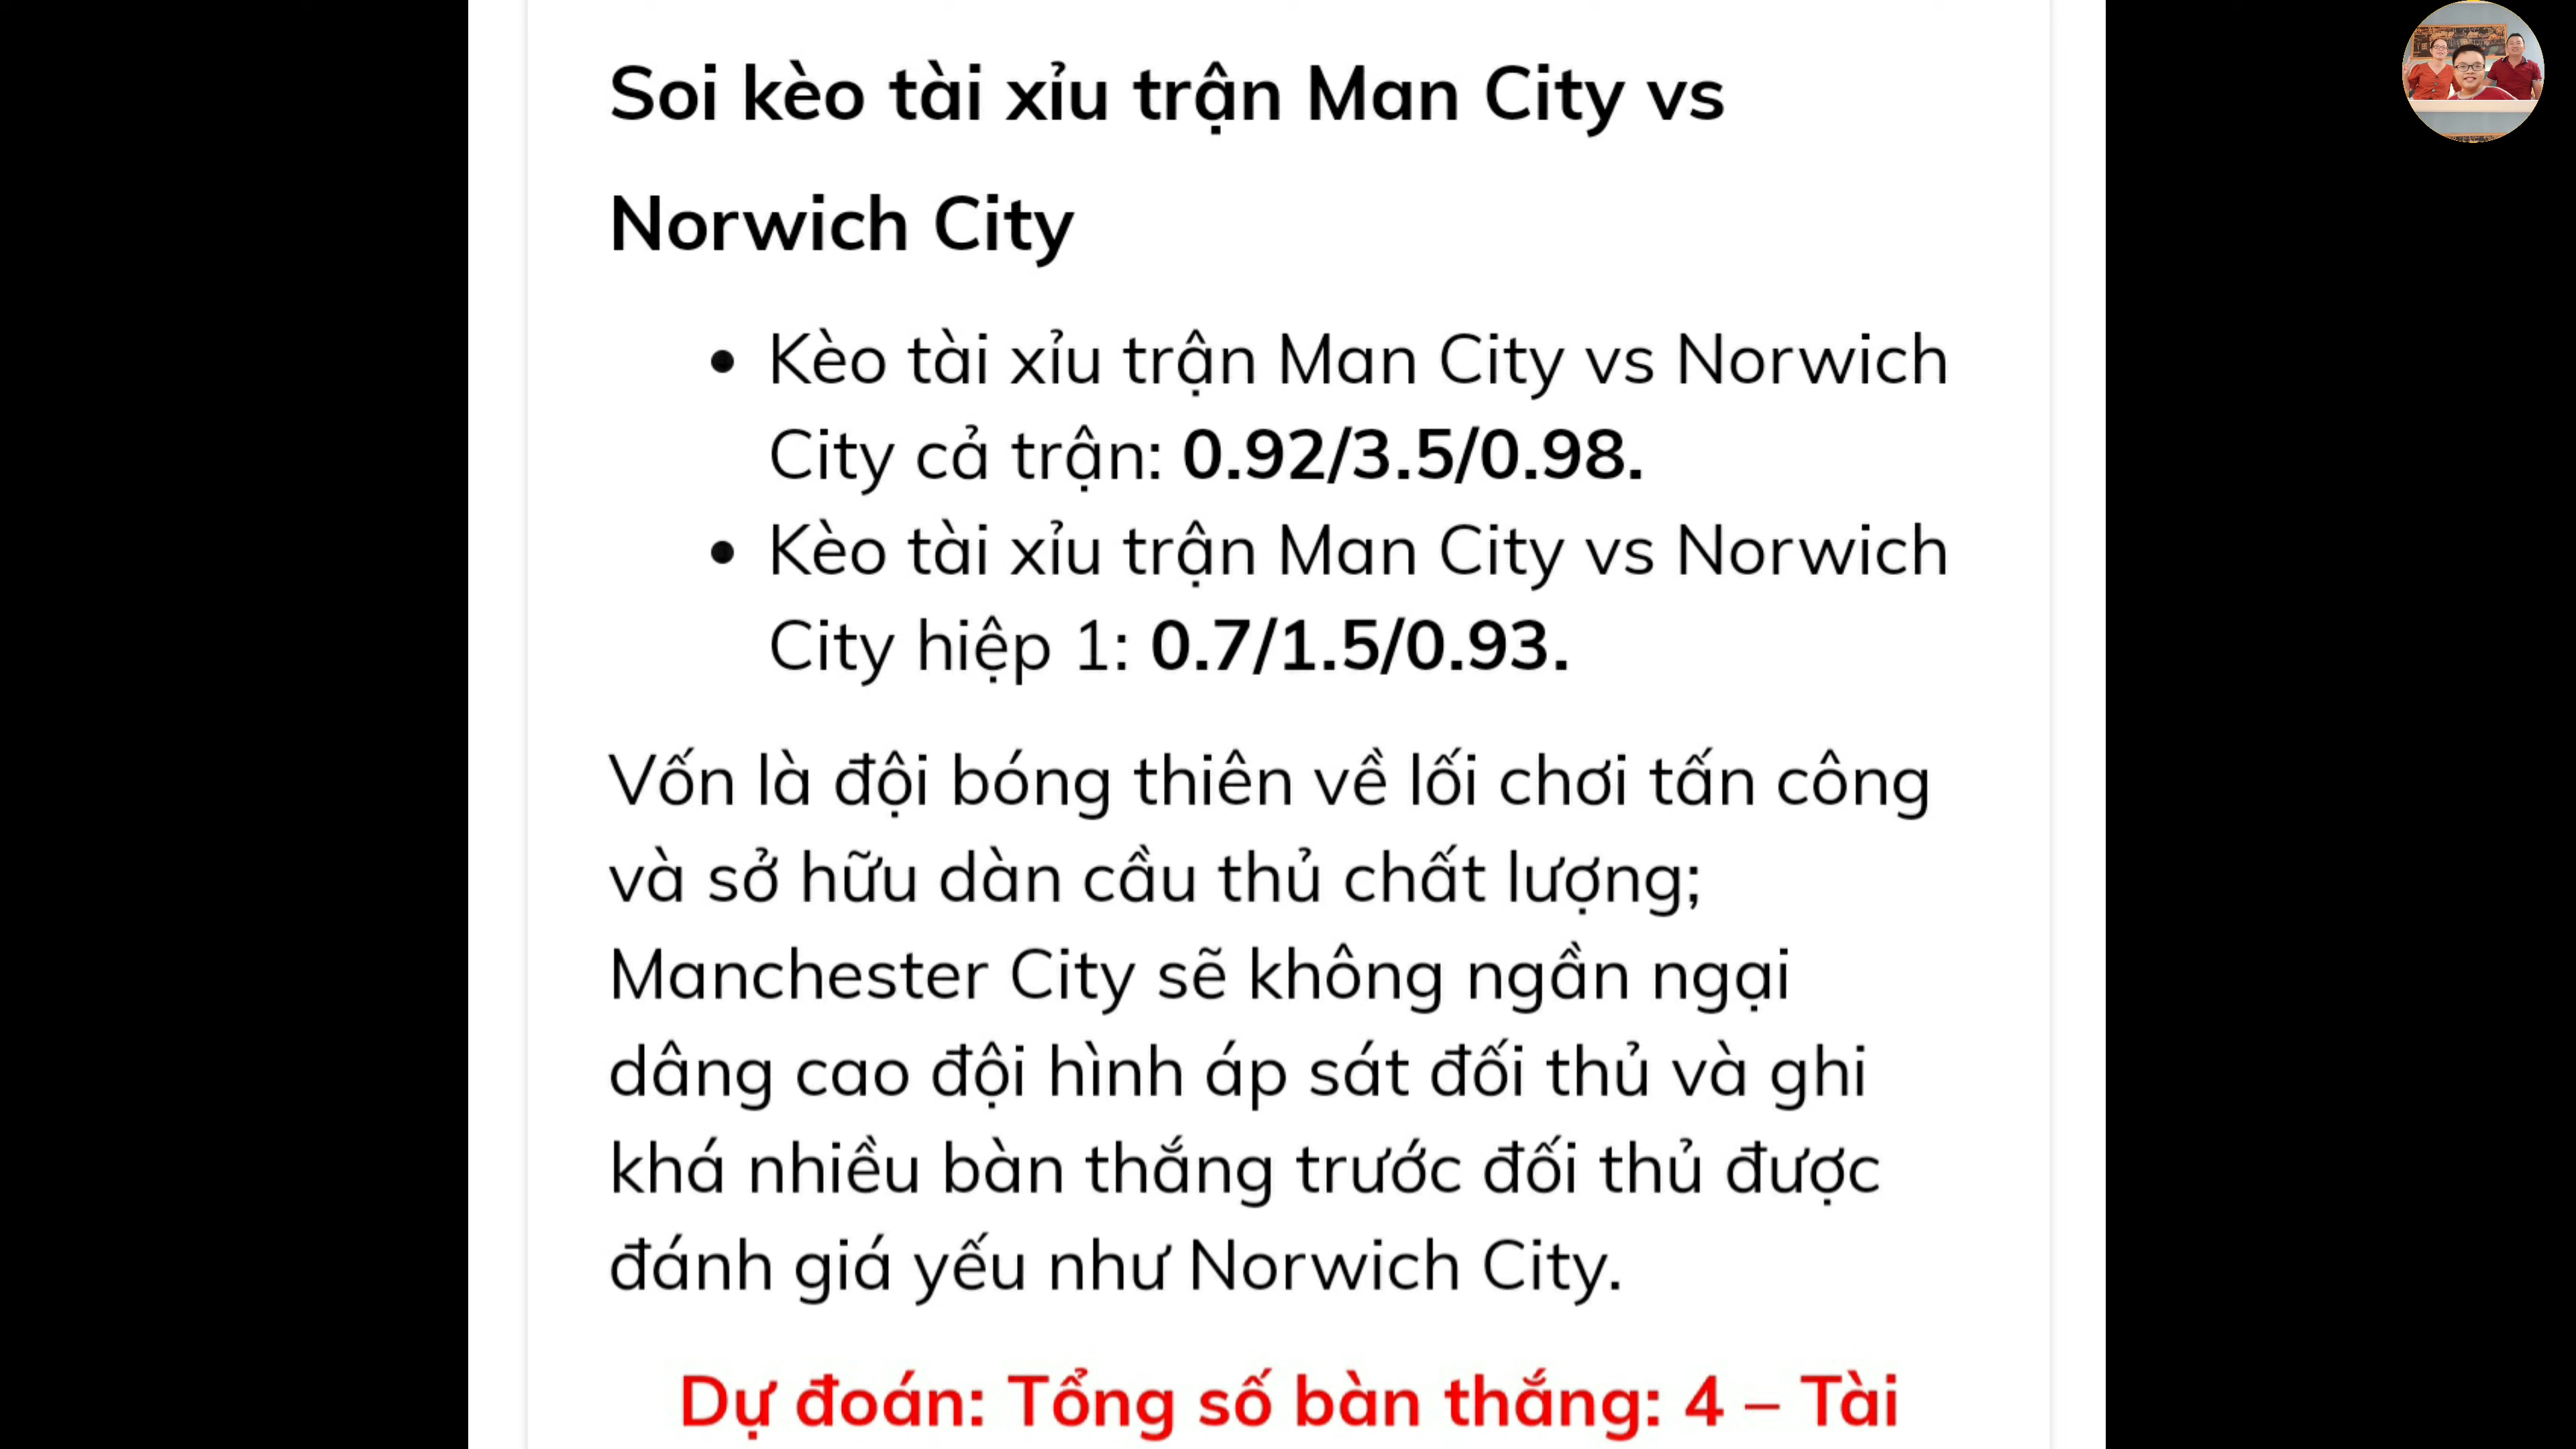 Soi kèo tài xỉu trận Man City vs
Norwich City
• Kèo tài xỉu trận Man City vs Norwich
City cả trận: 0.92/3.5/0.98.
• Kèo tài xỉu trận Man City vs Norwich
City hiệp 1: 0.7/1.5/0.93.
Vốn là đội bóng thiên về lối chơi tấn công
và sở hữu dàn cầu thủ chất lượng;
Manchester City sẽ không ngần ngại
dâng cao đội hình áp sát đối thủ và ghi
khá nhiều bàn thắng trước đối thủ được
đánh giá yếu như Norwich City.
Dự đoán: Tổng số bàn thắng: 4 – Tài